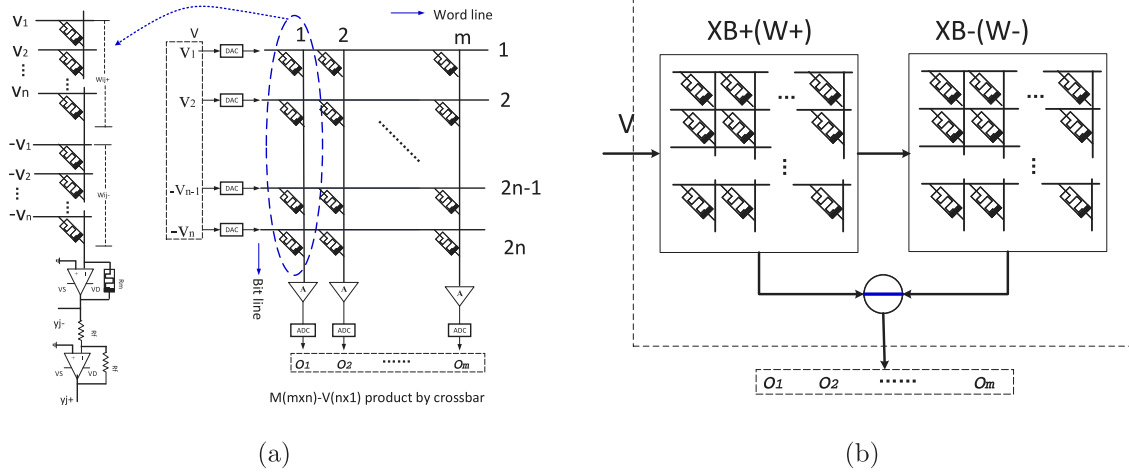 V1
V2
Vn
Wij+
-V1
-V2
-Vn
Wij-
Rm
VS
VD
yj-
Rf
VS
VD
Rf
yj+
Word line
V
V1
DAC
1
2
m
1
V2
DAC
2
-Vn-1
DAC
2n-1
-Vn
DAC
2n
Bit line
A
A
A
ADC
ADC
ADC
O1
O2
......
Om
M(mxn)-V(nx1) product by crossbar
(a)
XB+(W+)
XB-(W-)
V
O1
O2
......
Om
(b)